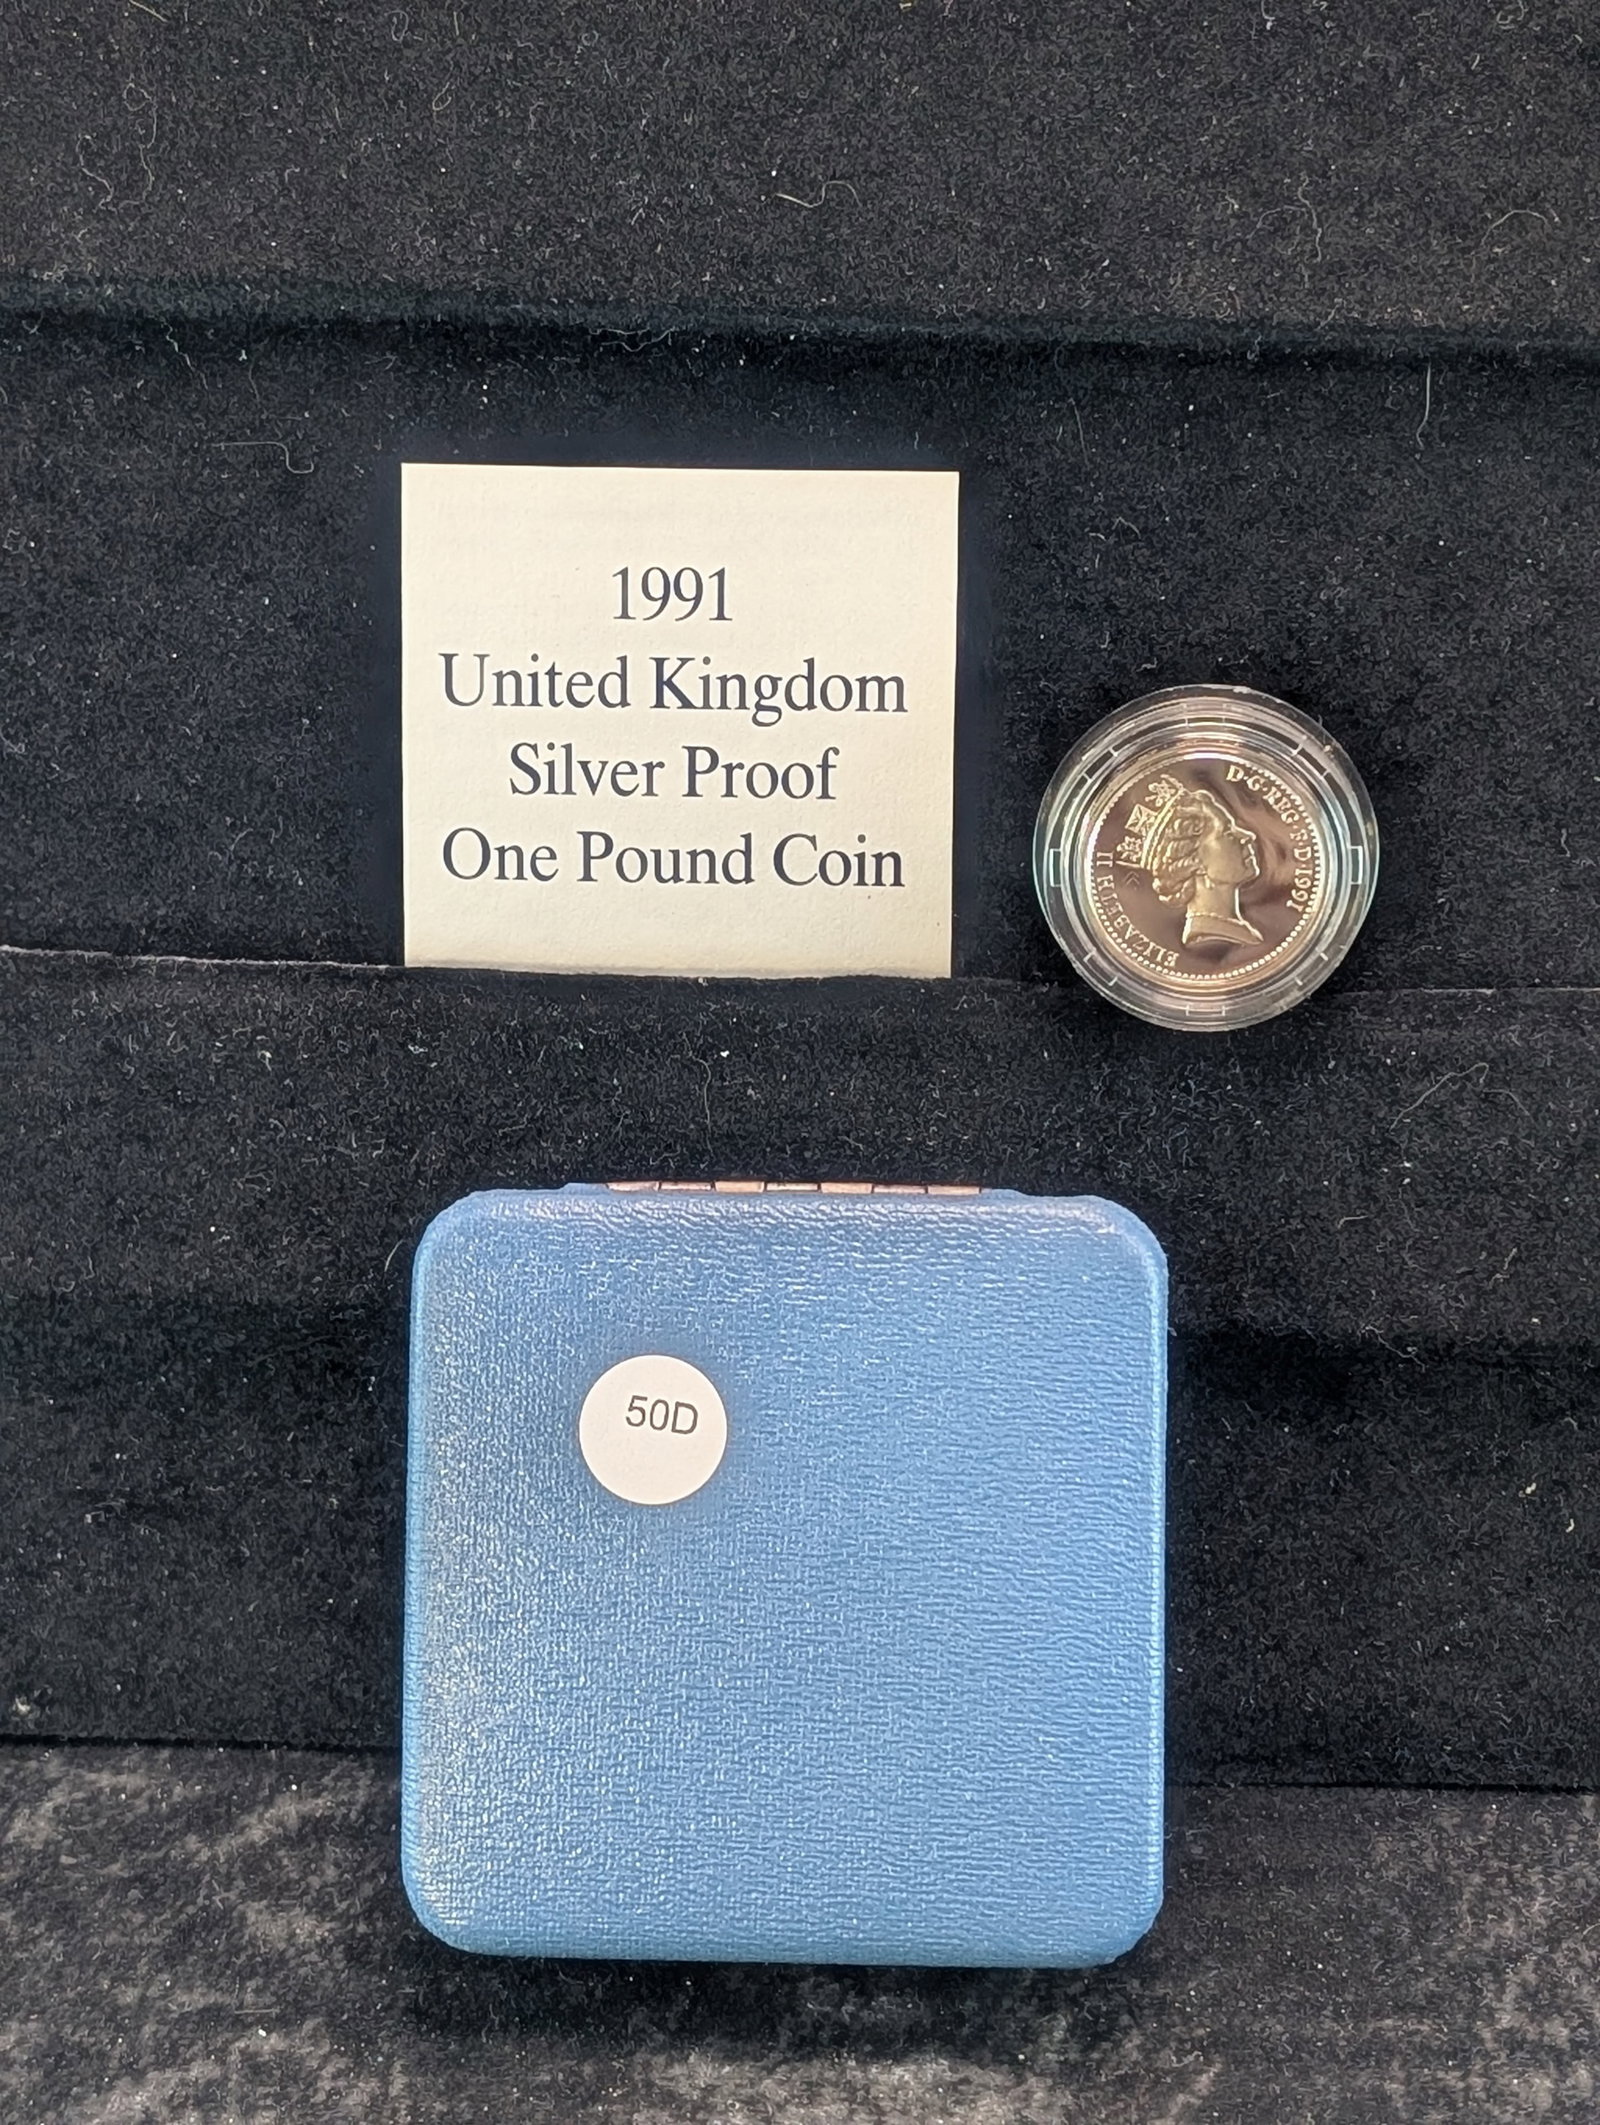 1991
United Kingdom
Silver Proof
One Pound Coin
ELIZABETH II D·G·REG·F·D·1991
50D